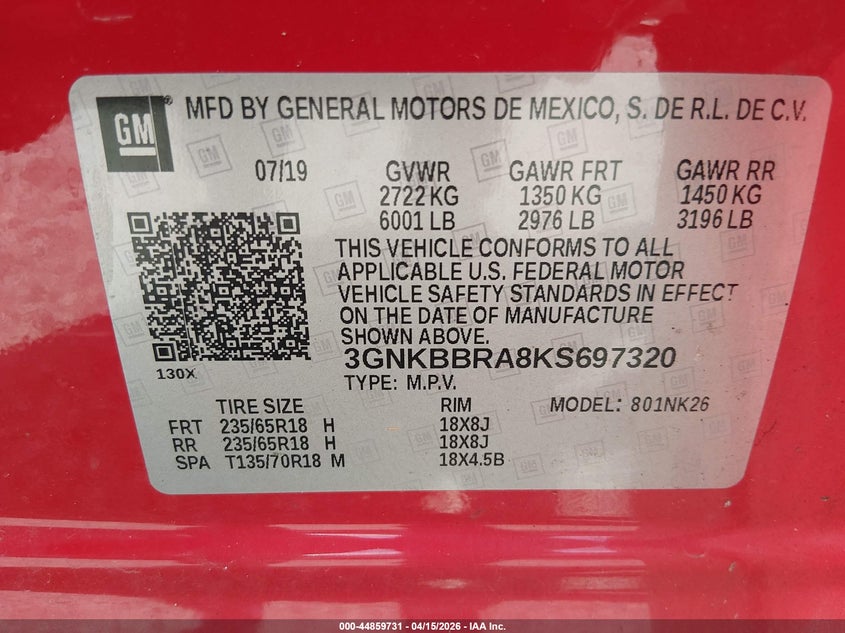 GM® MFD BY GENERAL MOTORS DE MEXICO, S. DE R.L. DE C.V.
07/19 GVWR GAWR FRT GAWR RR
2722 KG 1350 KG 1450 KG
6001 LB 2976 LB 3196 LB
THIS VEHICLE CONFORMS TO ALL
APPLICABLE U.S. FEDERAL MOTOR
VEHICLE SAFETY STANDARDS IN EFFECT
ON THE DATE OF MANUFACTURE
SHOWN ABOVE.
3GNKBBRA8KS697320
130X
TYPE: M.P.V.
TIRE SIZE RIM MODEL: 801NK26
FRT 235/65R18 H 18X8J
RR 235/65R18 H 18X8J
SPA T135/70R18 M 18X4.5B
000-44859731 - 04/15/2026 - IAA Inc.